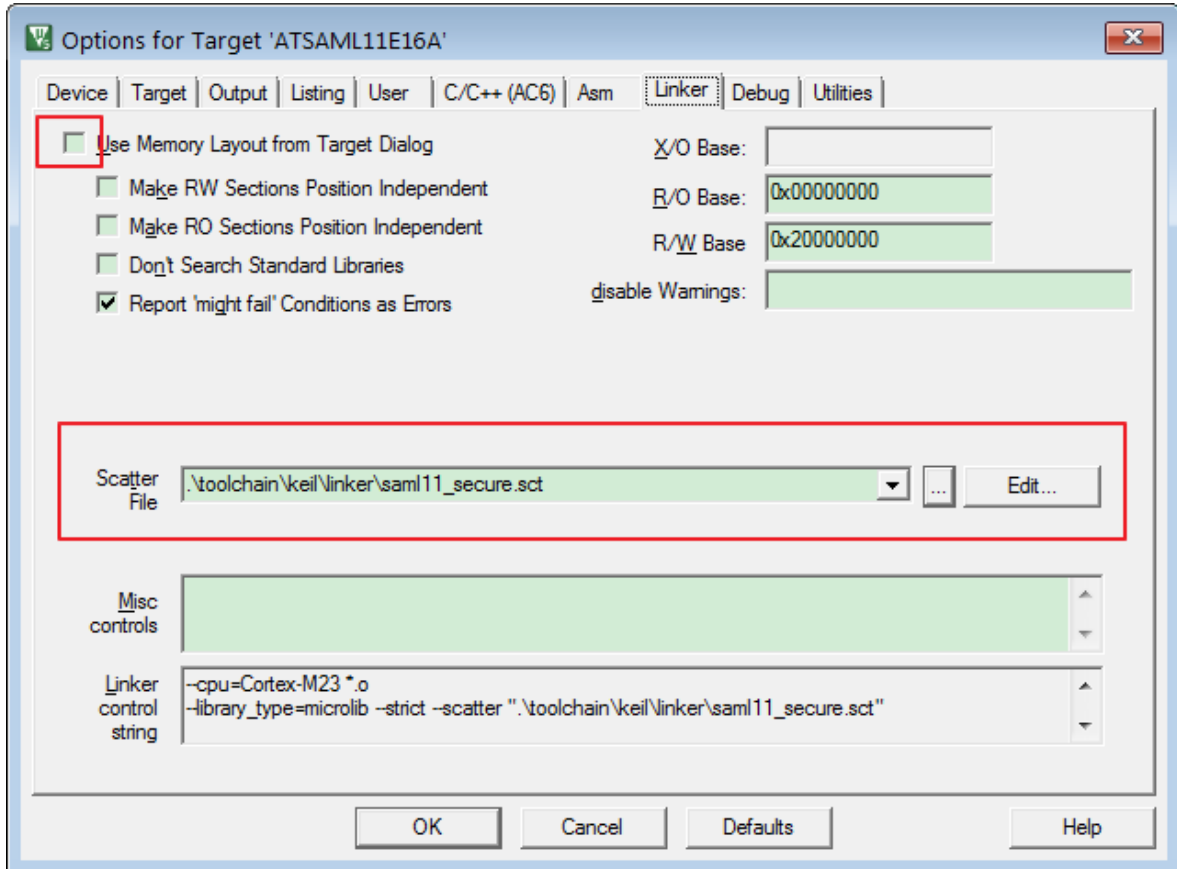 Options for Target 'ATSAML11E16A'
Device Target Output Listing User C/C++ (AC6) Asm Linker Debug Utilities
Use Memory Layout from Target Dialog
Make RW Sections Position Independent
Make RO Sections Position Independent
Don't Search Standard Libraries
Report 'might fail' Conditions as Errors
X/O Base:
R/O Base: 0x00000000
R/W Base 0x20000000
disable Warnings:
Scatter
File
.\toolchain\keil\linker\saml11_secure.sct
...
Edit...
Misc
controls
Linker
control
string
--cpu=Cortex-M23 *.o
--library_type=microlib --strict --scatter ".\toolchain\keil\linker\saml11_secure.sct"
OK Cancel Defaults Help